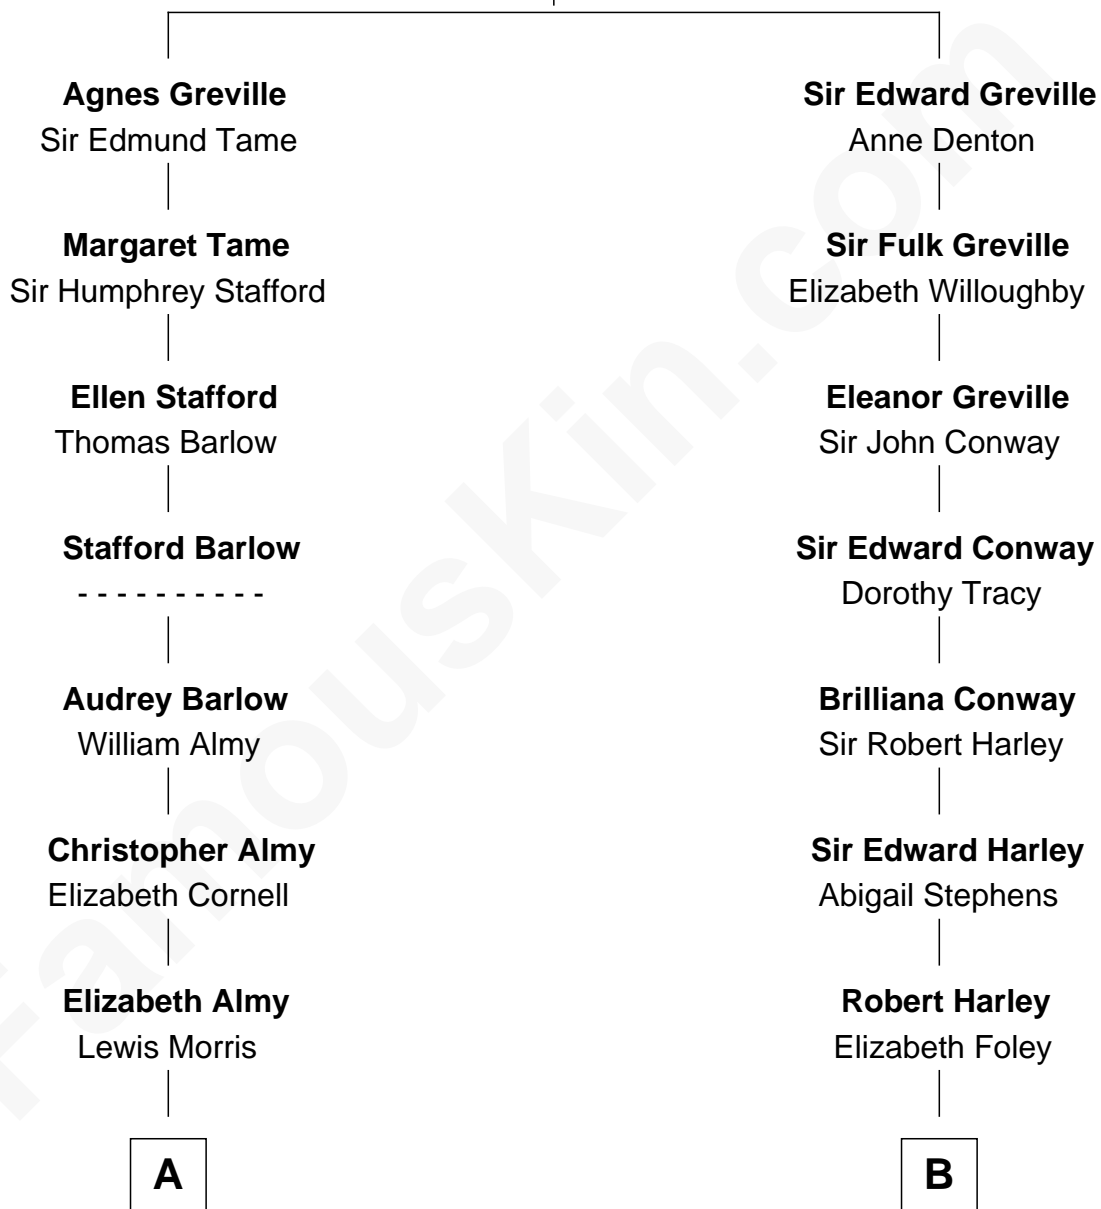 Agnes Greville
Sir Edmund Tame
Margaret Tame
Sir Humphrey Stafford
Ellen Stafford
Thomas Barlow
Stafford Barlow
- - - - - - - - - -
Audrey Barlow
William Almy
Christopher Almy
Elizabeth Cornell
Elizabeth Almy
Lewis Morris
A
Sir Edward Greville
Anne Denton
Sir Fulk Greville
Elizabeth Willoughby
Eleanor Greville
Sir John Conway
Sir Edward Conway
Dorothy Tracy
Brilliana Conway
Sir Robert Harley
Sir Edward Harley
Abigail Stephens
Robert Harley
Elizabeth Foley
B
FamousKin.com